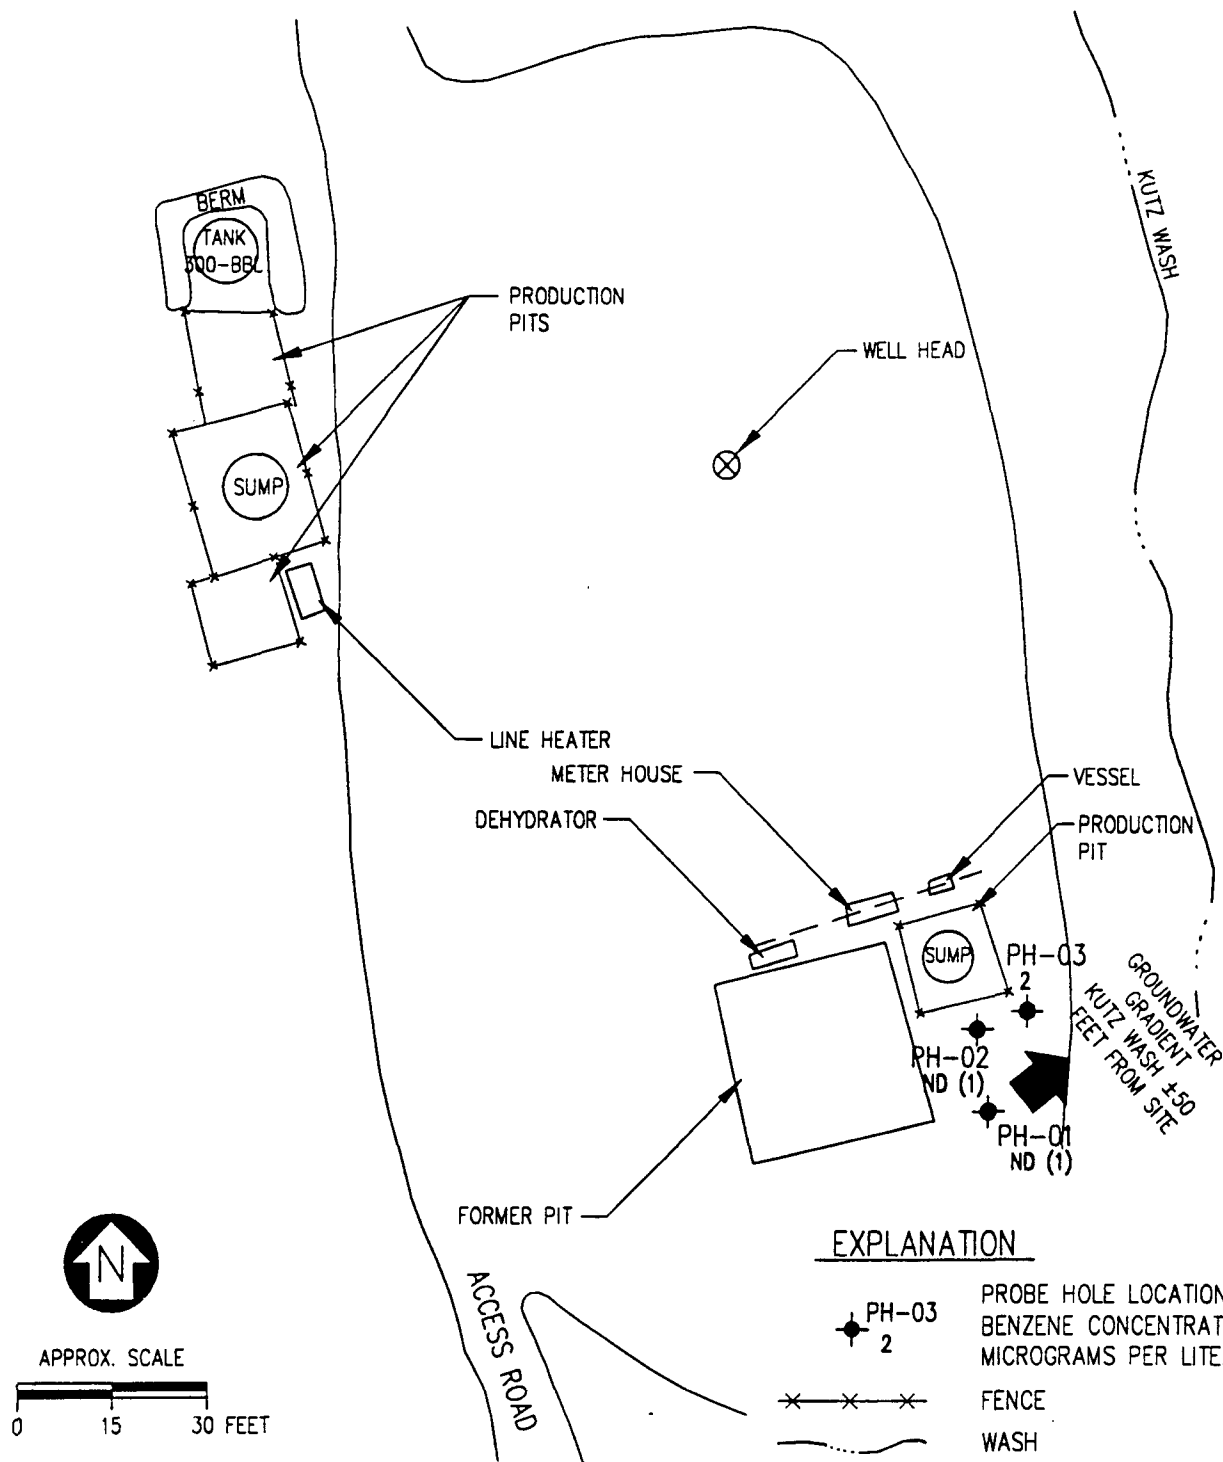 BERM
TANK
300-BBL
PRODUCTION
PITS
KUTZ WASH
WELL HEAD
SUMP
LINE HEATER
METER HOUSE
VESSEL
DEHYDRATOR
PRODUCTION
PIT
SUMP
PH-03
2
GROUNDWATER
GRADIENT
KUTZ WASH ±50
FEET FROM SITE
PH-02
ND (1)
PH-01
ND (1)
FORMER PIT
N
ACCESS ROAD
EXPLANATION
PH-03
2
PROBE HOLE LOCATION
BENZENE CONCENTRAT
MICROGRAMS PER LITE
FENCE
WASH
APPROX. SCALE
0 15 30 FEET